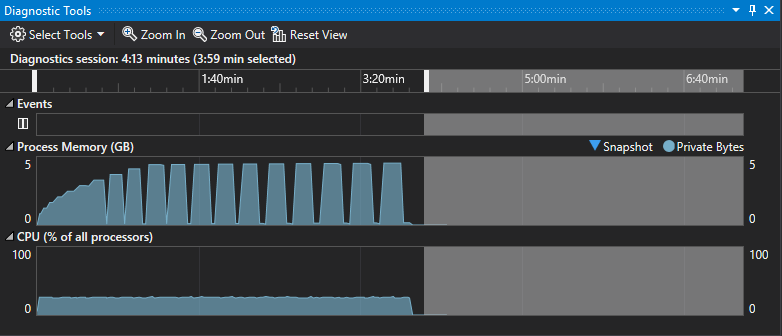 Diagnostic Tools
Select Tools Zoom In Zoom Out Reset View
Diagnostics session: 4:13 minutes (3:59 min selected)
1:40min 3:20min 5:00min 6:40min
Events
Process Memory (GB) Snapshot Private Bytes
5 5
0 0
CPU (% of all processors)
100 100
0 0